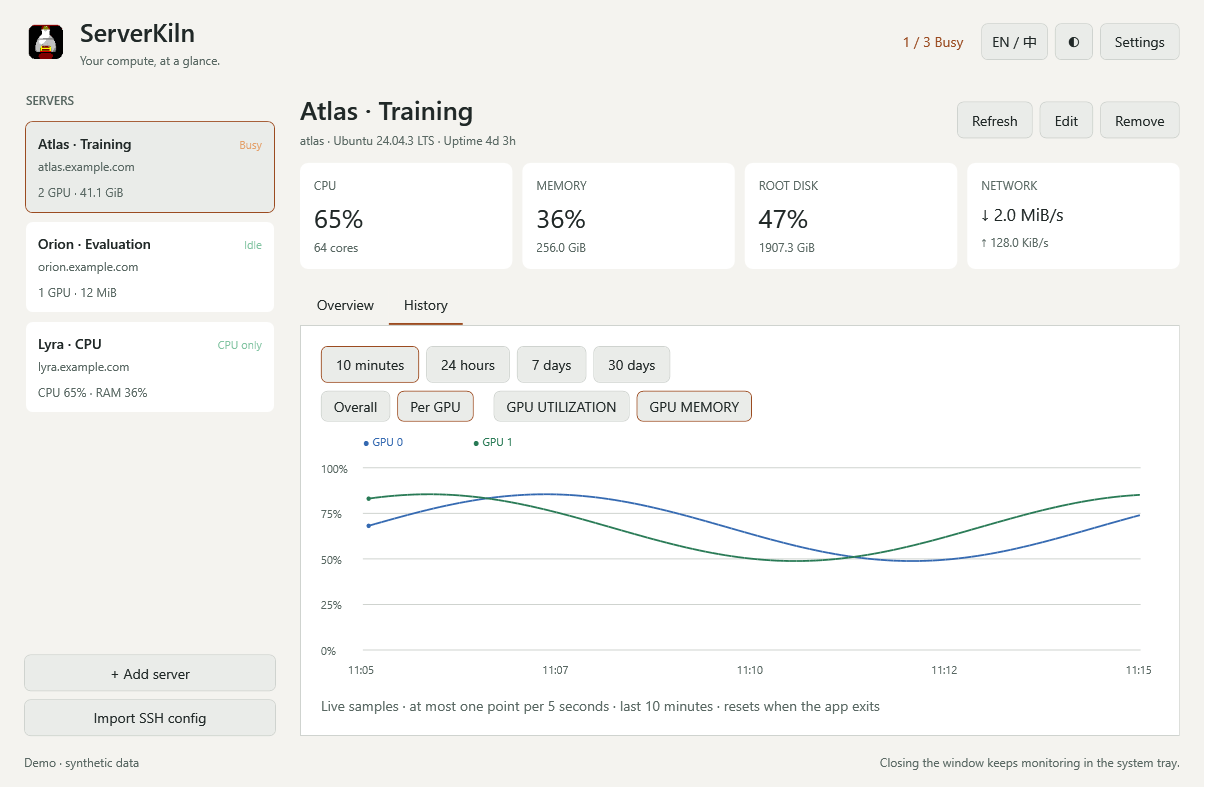 ServerKiln
Your compute, at a glance.
1 / 3 Busy
EN / 中
Settings
SERVERS
Atlas · Training
Busy
atlas.example.com
2 GPU · 41.1 GiB
Orion · Evaluation
Idle
orion.example.com
1 GPU · 12 MiB
Lyra · CPU
CPU only
lyra.example.com
CPU 65% · RAM 36%
+ Add server
Import SSH config
Atlas · Training
atlas · Ubuntu 24.04.3 LTS · Uptime 4d 3h
Refresh
Edit
Remove
CPU
65%
64 cores
MEMORY
36%
256.0 GiB
ROOT DISK
47%
1907.3 GiB
NETWORK
↓ 2.0 MiB/s
↑ 128.0 KiB/s
Overview
History
10 minutes
24 hours
7 days
30 days
Overall
Per GPU
GPU UTILIZATION
GPU MEMORY
GPU 0
GPU 1
100%
75%
50%
25%
0%
11:05
11:07
11:10
11:12
11:15
Live samples · at most one point per 5 seconds · last 10 minutes · resets when the app exits
Demo · synthetic data
Closing the window keeps monitoring in the system tray.